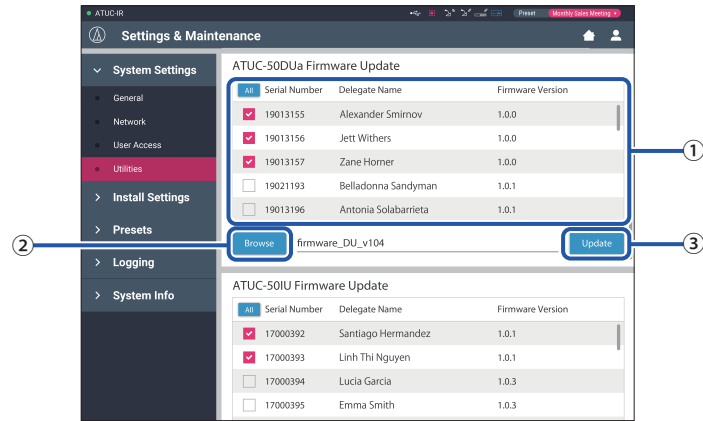 ATUC-IR
Preset Monthly Sales Meeting
Settings & Maintenance
System Settings
General
Network
User Access
Utilities
Install Settings
Presets
Logging
System Info
ATUC-50DUa Firmware Update
All Serial Number Delegate Name Firmware Version
19013155 Alexander Smirnov 1.0.0
19013156 Jett Withers 1.0.0
19013157 Zane Horner 1.0.0
19021193 Belladonna Sandyman 1.0.1
19013196 Antonia Solabarrieta 1.0.1
Browse firmware_DU_v104 Update
ATUC-50IU Firmware Update
All Serial Number Delegate Name Firmware Version
17000392 Santiago Hermandez 1.0.1
17000393 Linh Thi Nguyen 1.0.1
17000394 Lucia Garcia 1.0.3
17000395 Emma Smith 1.0.3
①
②
③